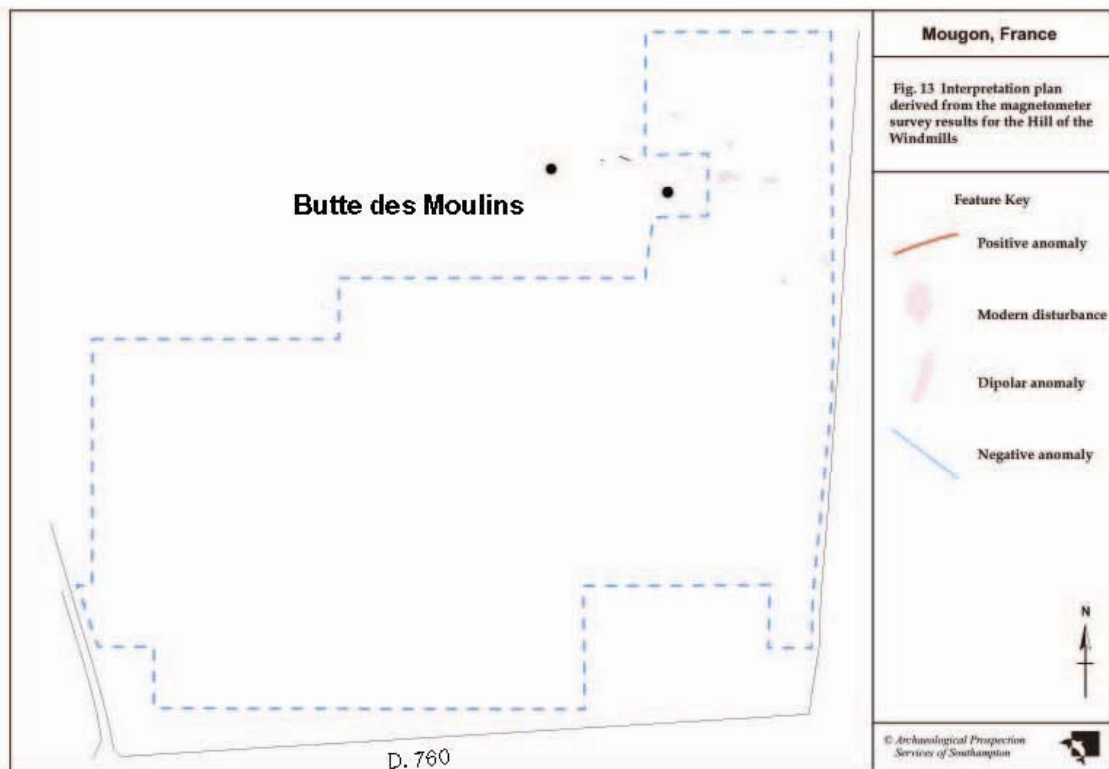 Butte des Moulins
D. 760
Mougon, France
Fig. 13 Interpretation plan
derived from the magnetometer
survey results for the Hill of the
Windmills
Feature Key
Positive anomaly
Modern disturbance
Dipolar anomaly
Negative anomaly
N
© Archaeological Prospection
Services of Southampton